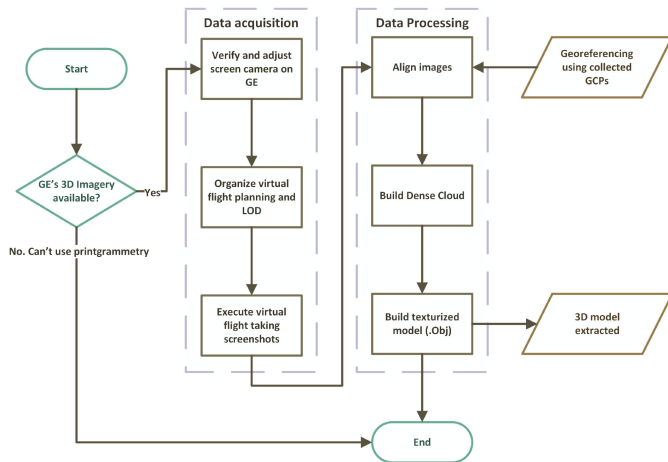 Data acquisition
Data Processing
Start
Verify and adjust
screen camera on
GE
Align images
Georeferencing
using collected
GCPs
GE's 3D Imagery
available?
Yes
Organize virtual
flight planning and
LOD
Build Dense Cloud
No. Can't use printgrammetry
Execute virtual
flight taking
screenshots
Build texturized
model (.Obj)
3D model
extracted
End